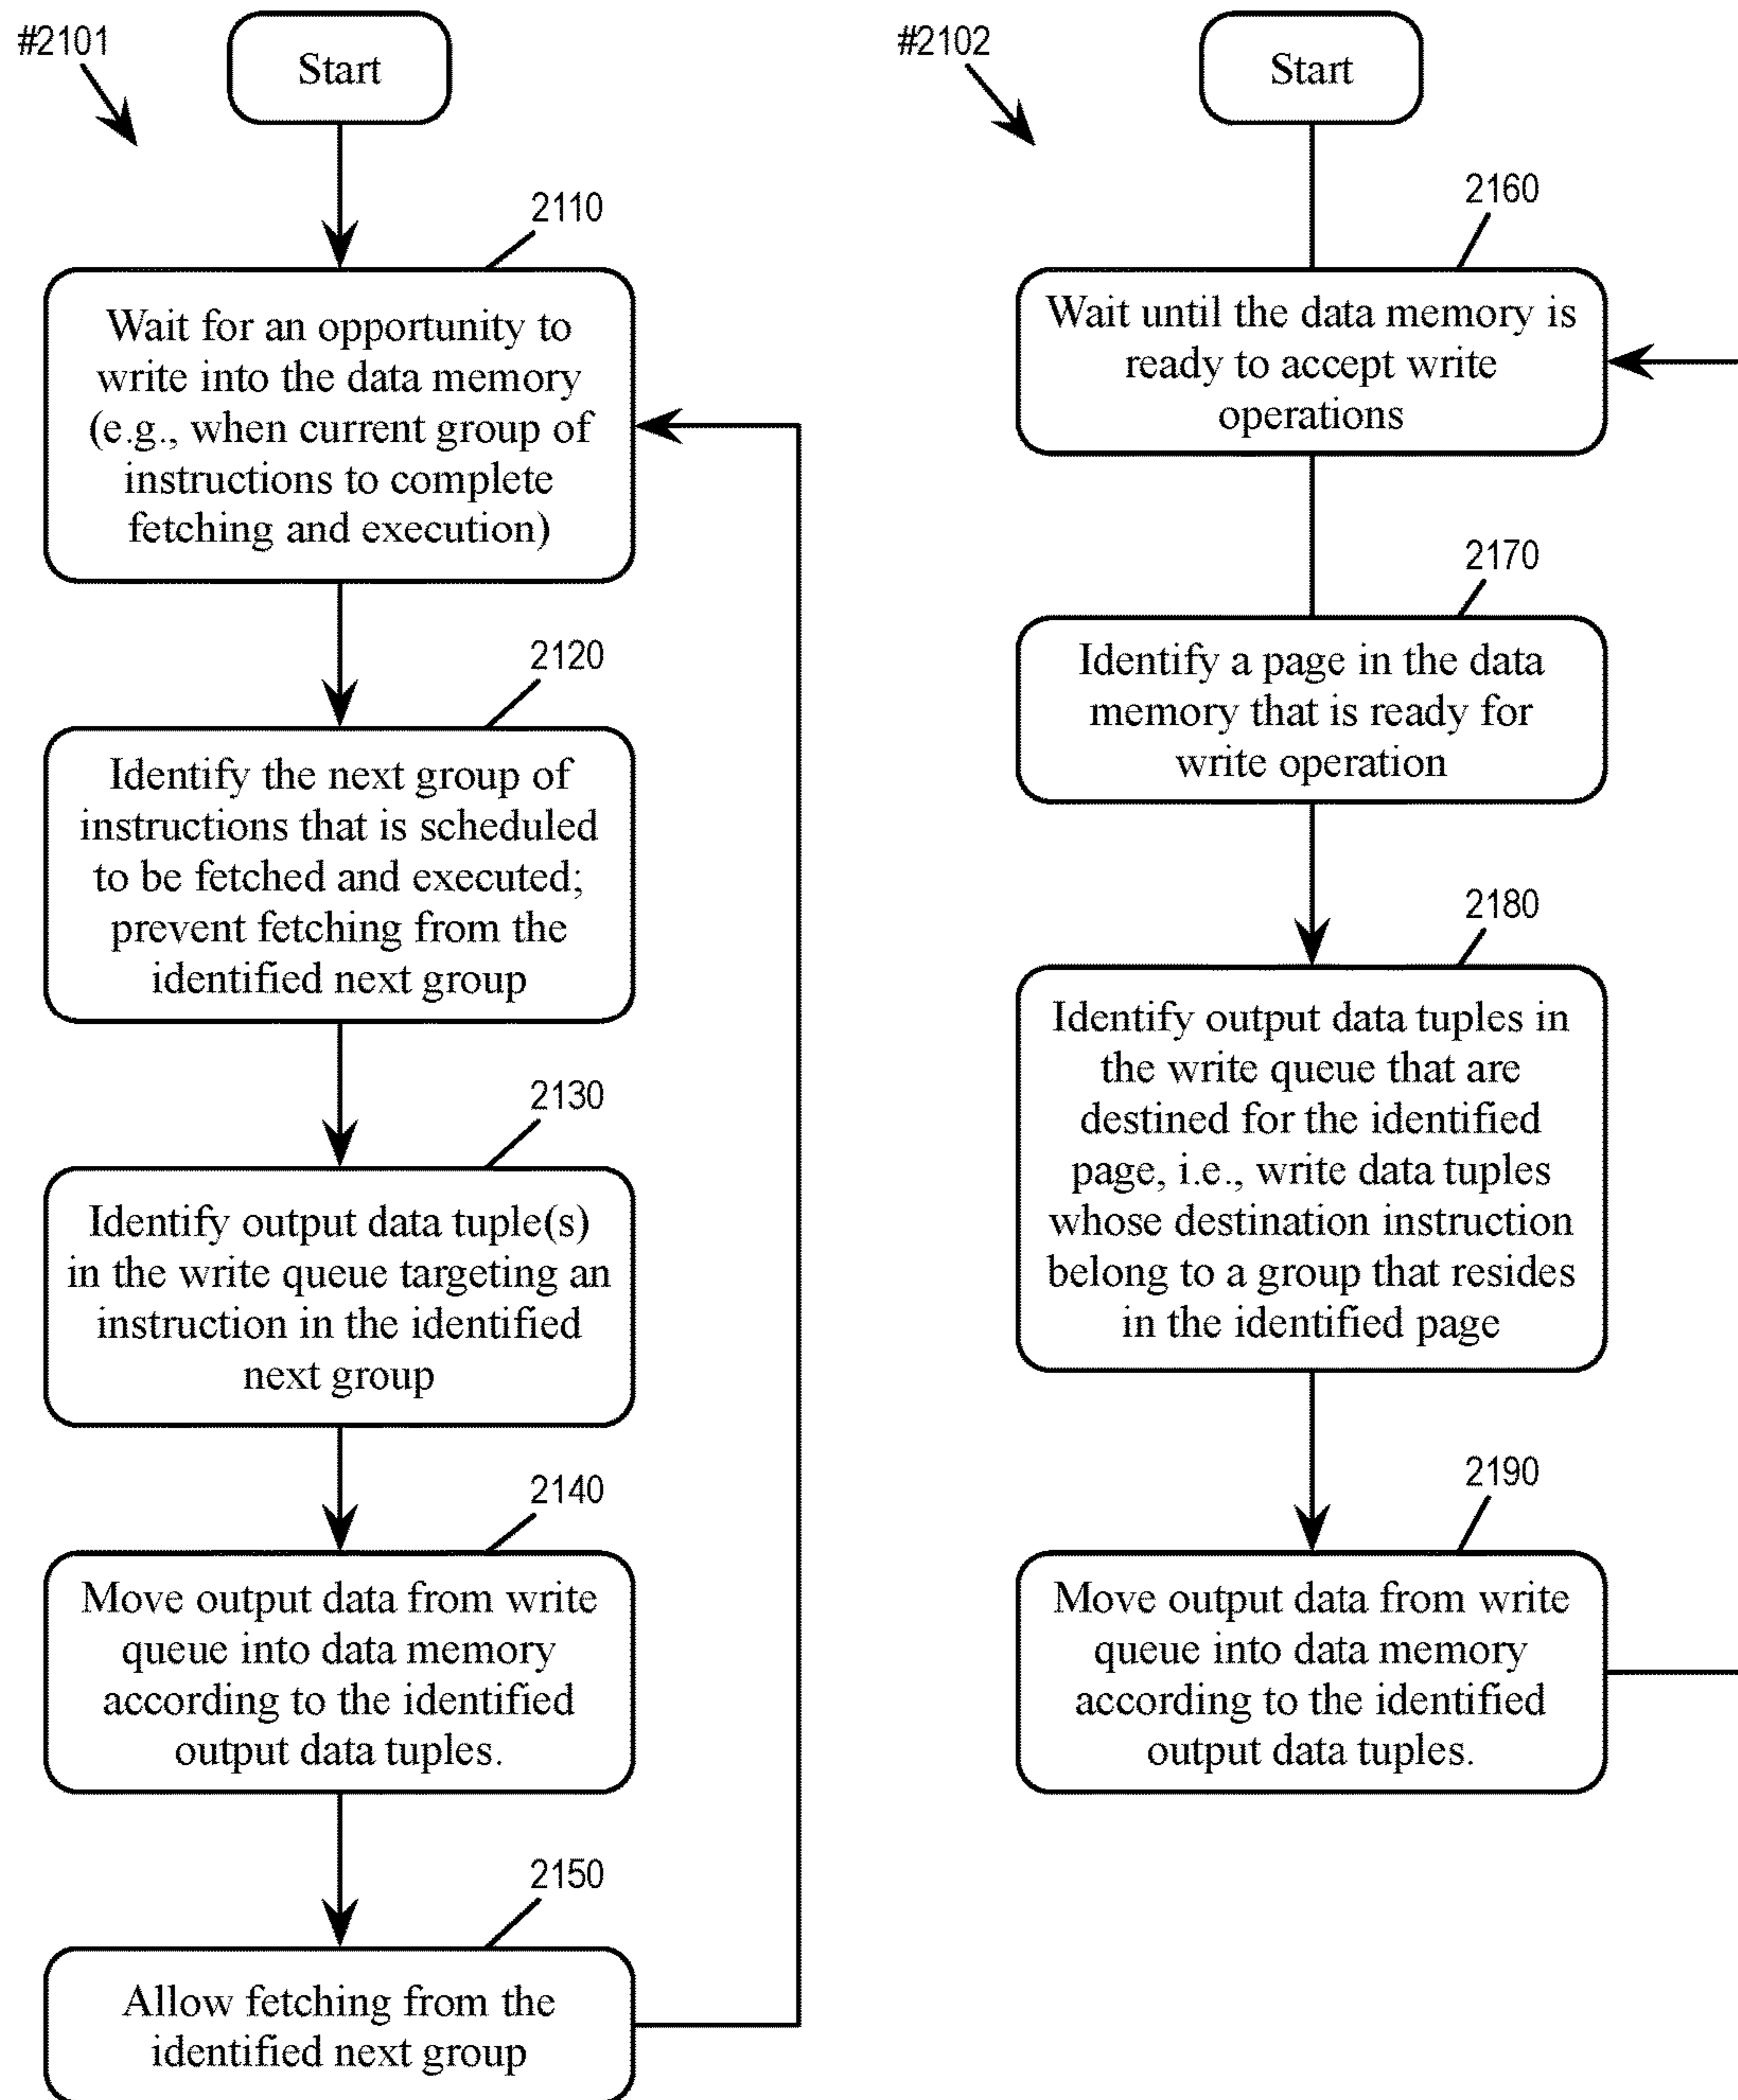 #2101
Start
2110
Wait for an opportunity to
write into the data memory
(e.g., when current group of
instructions to complete
fetching and execution)
2120
Identify the next group of
instructions that is scheduled
to be fetched and executed;
prevent fetching from the
identified next group
2130
Identify output data tuple(s)
in the write queue targeting an
instruction in the identified
next group
2140
Move output data from write
queue into data memory
according to the identified
output data tuples.
2150
Allow fetching from the
identified next group
#2102
Start
2160
Wait until the data memory is
ready to accept write
operations
2170
Identify a page in the data
memory that is ready for
write operation
2180
Identify output data tuples in
the write queue that are
destined for the identified
page, i.e., write data tuples
whose destination instruction
belong to a group that resides
in the identified page
2190
Move output data from write
queue into data memory
according to the identified
output data tuples.